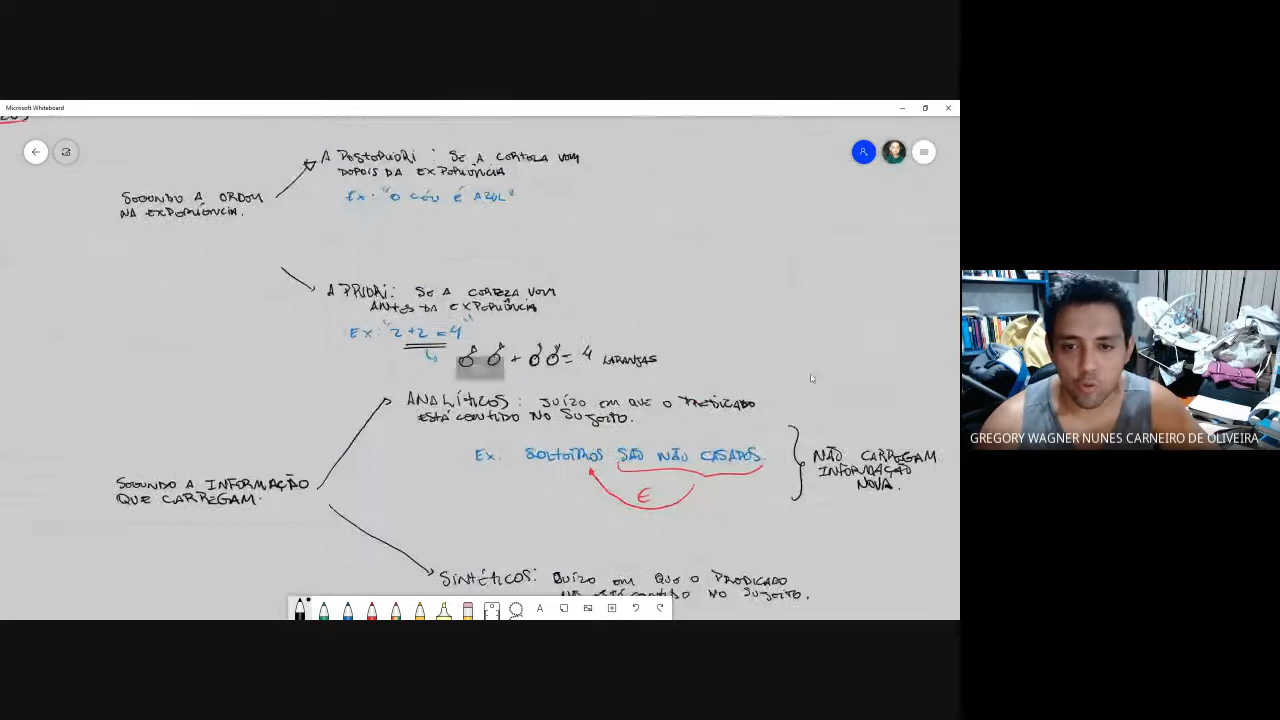 Microsoft Whiteboard
SEGUNDO A ORDEM
NA EXPERIÊNCIA.
A POSTERIORI : SE A CERTEZA VEM
DEPOIS DA EXPERIÊNCIA
Ex: "O CÉU É AZUL"
A PRIORI: SE A CERTEZA VEM
ANTES DA EXPERIÊNCIA
Ex: "2 + 2 = 4"
+ = 4 LARANJAS
SEGUNDO A INFORMAÇÃO
QUE CARREGAM.
ANALÍTICOS : JUÍZO EM QUE O PREDICADO
ESTÁ CONTIDO NO SUJEITO.
Ex: SOLTEIROS SÃO NÃO CASADOS.
∈
NÃO CARREGAM
INFORMAÇÃO
NOVA.
SINTÉTICOS: JUÍZO EM QUE O PREDICADO
NÃO ESTÁ CONTIDO NO SUJEITO.
A
GREGORY WAGNER NUNES CARNEIRO DE OLIVEIRA